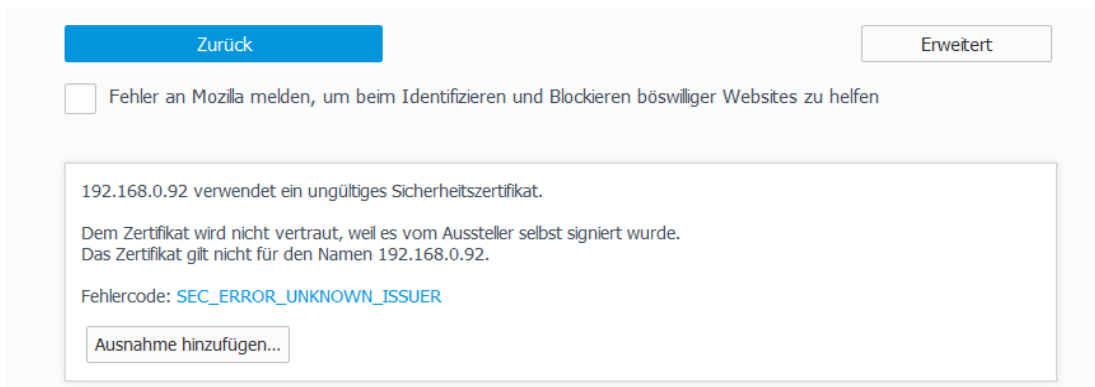 Zurück
Erweitert
Fehler an Mozilla melden, um beim Identifizieren und Blockieren böswilliger Websites zu helfen
192.168.0.92 verwendet ein ungültiges Sicherheitszertifikat.
Dem Zertifikat wird nicht vertraut, weil es vom Aussteller selbst signiert wurde.
Das Zertifikat gilt nicht für den Namen 192.168.0.92.
Fehlercode: SEC_ERROR_UNKNOWN_ISSUER
Ausnahme hinzufügen...